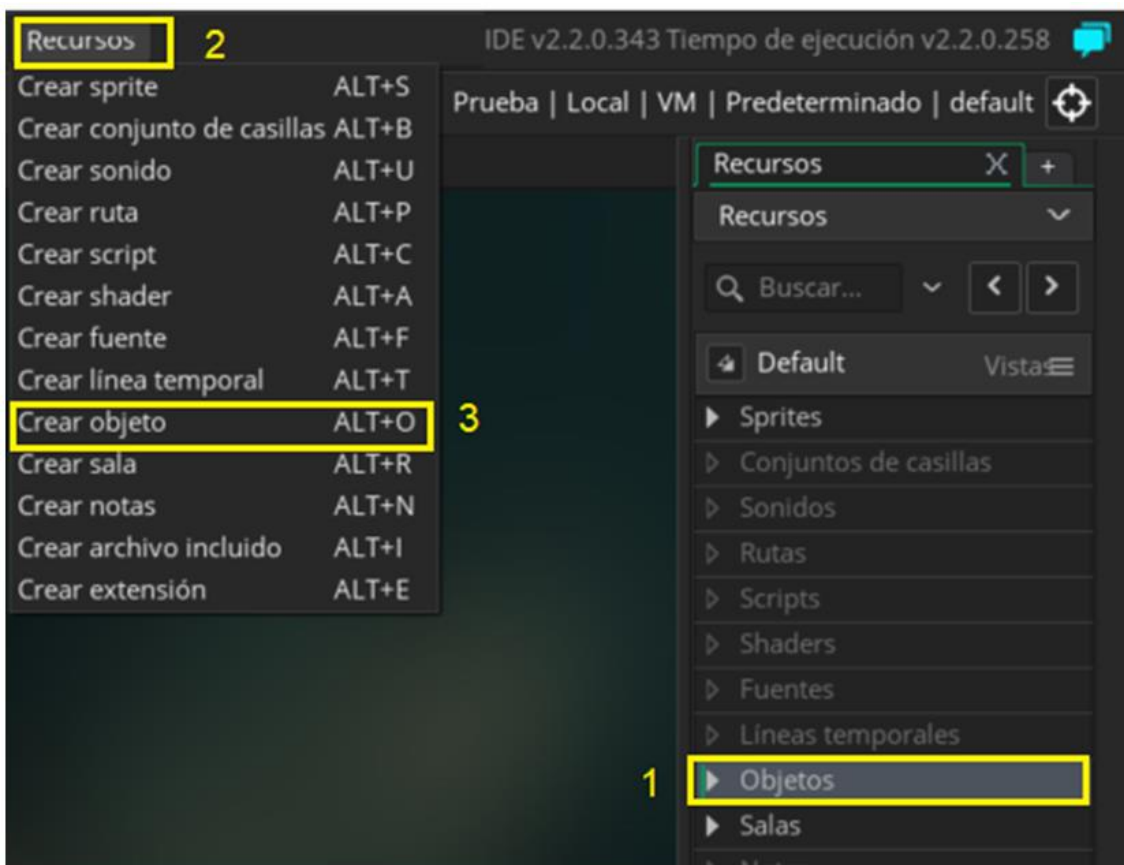 Recursos
2
IDE v2.2.0.343 Tiempo de ejecución v2.2.0.258
Crear sprite ALT+S
Crear conjunto de casillas ALT+B
Crear sonido ALT+U
Crear ruta ALT+P
Crear script ALT+C
Crear shader ALT+A
Crear fuente ALT+F
Crear línea temporal ALT+T
Crear objeto ALT+O
3
Crear sala ALT+R
Crear notas ALT+N
Crear archivo incluido ALT+I
Crear extensión ALT+E
Prueba | Local | VM | Predeterminado | default
Recursos
+
Recursos
Buscar...
Default Vistas
Sprites
Conjuntos de casillas
Sonidos
Rutas
Scripts
Shaders
Fuentes
Líneas temporales
1
Objetos
Salas